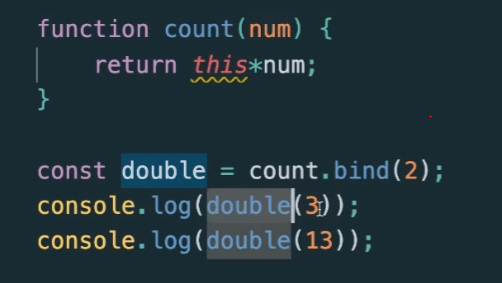 function count(num) {
    return this*num;
}
const double = count.bind(2);
console.log(double(3));
console.log(double(13));